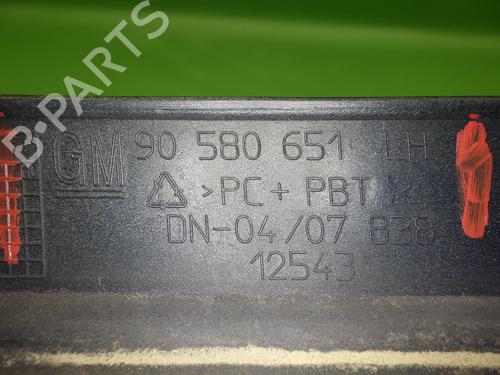 B-PARTS
GM 90 580 651 LH
>PC + PBT<
DN-04/07 838
12543